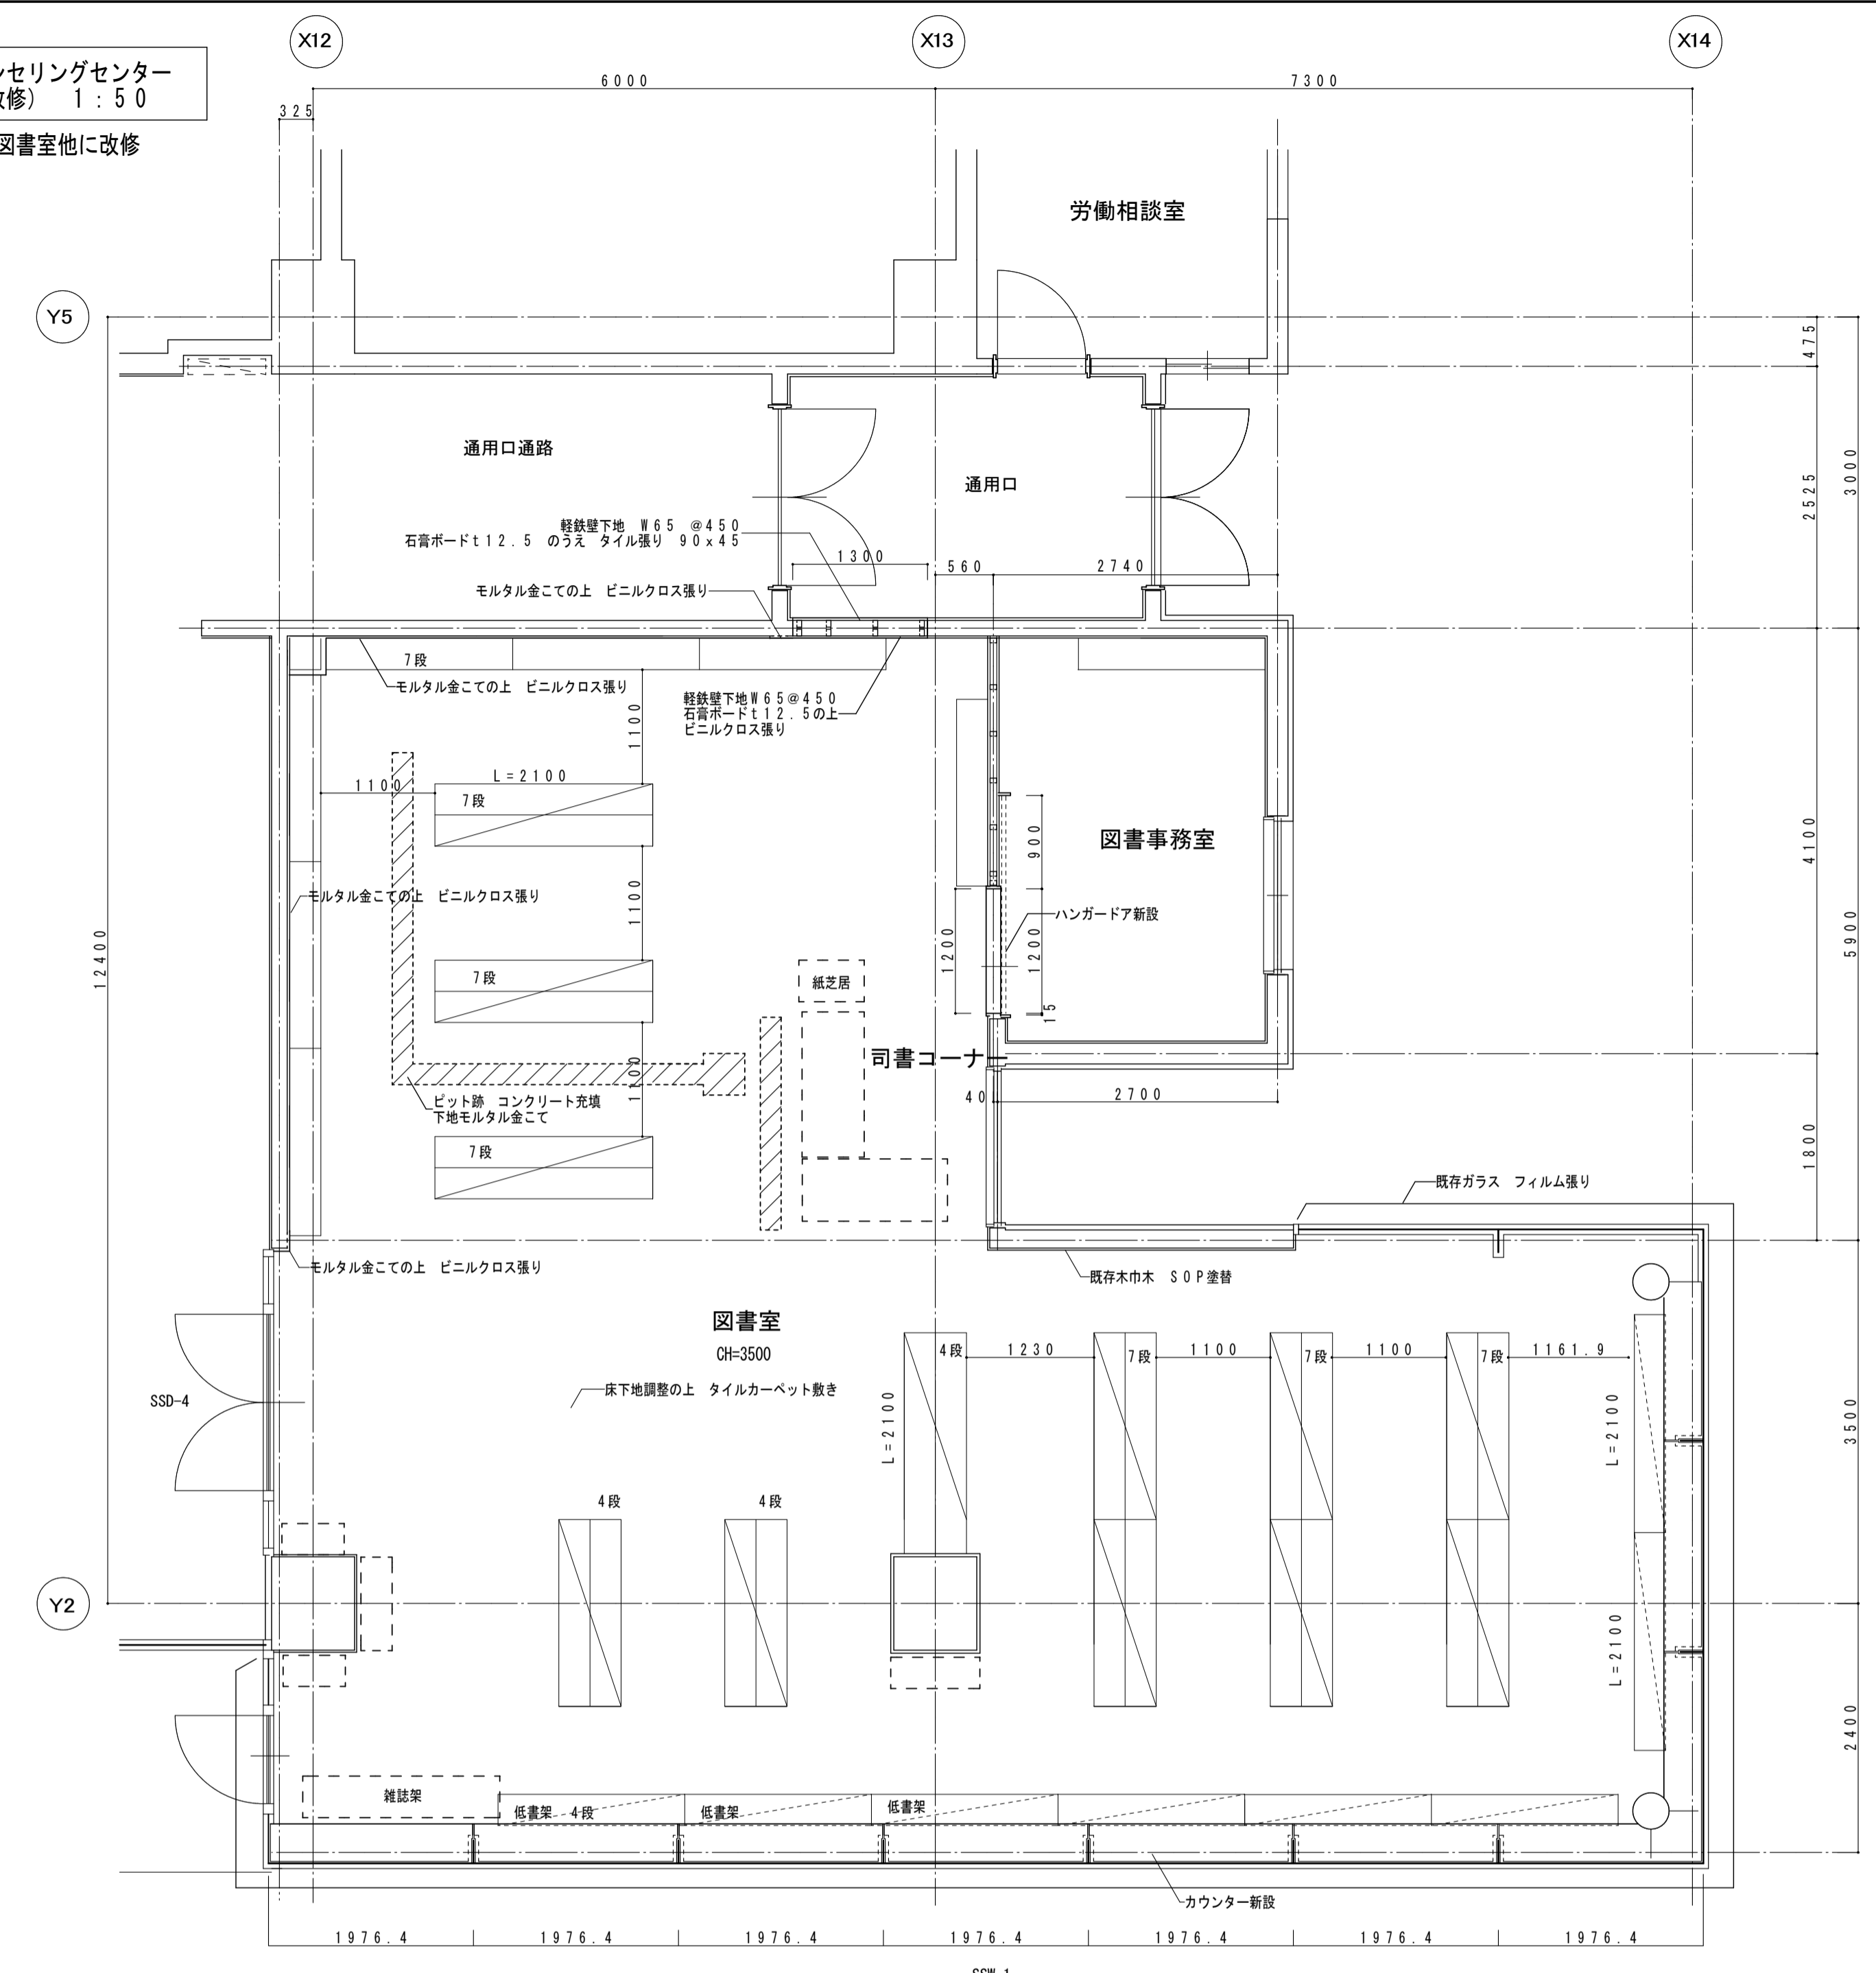 X12
X13
X14
ンセリングセンター
改修） 1：50
図書室他に改修
6000
7300
325
労働相談室
Y5
475
通用口通路
通用口
2525
3000
軽鉄壁下地 W65 @450
石膏ボードt12.5 のうえ タイル張り 90x45
1300
560
2740
モルタル金こての上 ビニルクロス張り
7段
モルタル金こての上 ビニルクロス張り
軽鉄壁下地W65@450
石膏ボードt12.5の上
ビニルクロス張り
1100
1100
L=2100
7段
図書事務室
900
4100
1100
モルタル金こての上 ビニルクロス張り
ハンガードア新設
1200
1200
5900
12400
7段
紙芝居
15
司書コーナー
1100
ピット跡 コンクリート充填
下地モルタル金こて
40
2700
7段
1800
既存ガラス フィルム張り
モルタル金こての上 ビニルクロス張り
既存木巾木 SOP塗替
図書室
CH=3500
4段
1230
7段
1100
7段
1100
7段
1161.9
床下地調整の上 タイルカーペット敷き
SSD-4
L=2100
L=2100
3500
4段
4段
Y2
L=2100
2400
雑誌架
低書架 4段
低書架
低書架
カウンター新設
1976.4
1976.4
1976.4
1976.4
1976.4
1976.4
1976.4
SSW-1